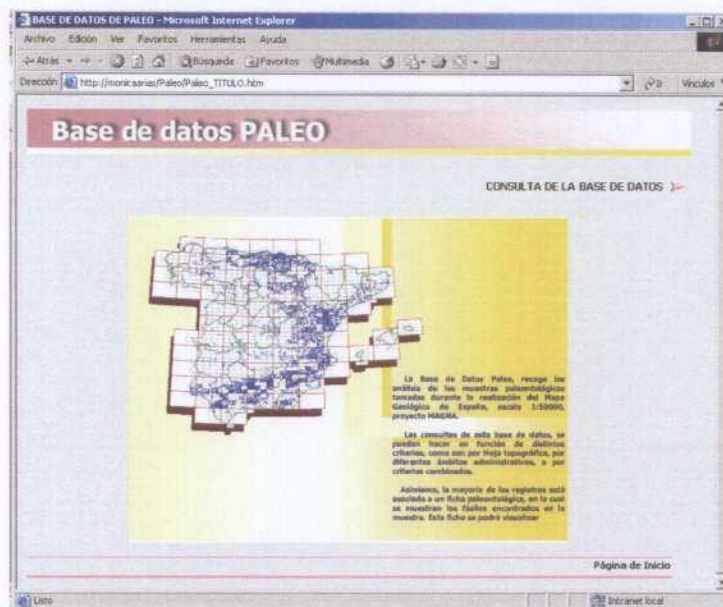 BASE DE DATOS DE PALEO - Microsoft Internet Explorer
Archivo Edición Ver Favoritos Herramientas Ayuda
Atrás Búsqueda Favoritos Multimedia
Dirección http://monicaarias/Paleo/Paleo_TITULO.htm Ir Vínculos
Base de datos PALEO
CONSULTA DE LA BASE DE DATOS
La Base de Datos Paleo, recoge los
análisis de las muestras paleontológicas
tomadas durante la realización del Mapa
Geológico de España, escala 1:50000,
proyecto MAGNA.
Las consultas de esta base de datos, se
pueden hacer en función de distintos
criterios, como son por Hoja topográfica, por
diferentes ámbitos administrativos, o por
criterios combinados.
Asimismo, la mayoría de los registros está
asociada a un ficha paleontológica, en la cual
se muestran los fósiles encontrados en la
muestra. Esta ficha se podrá visualizar
Página de Inicio
Listo Intranet local